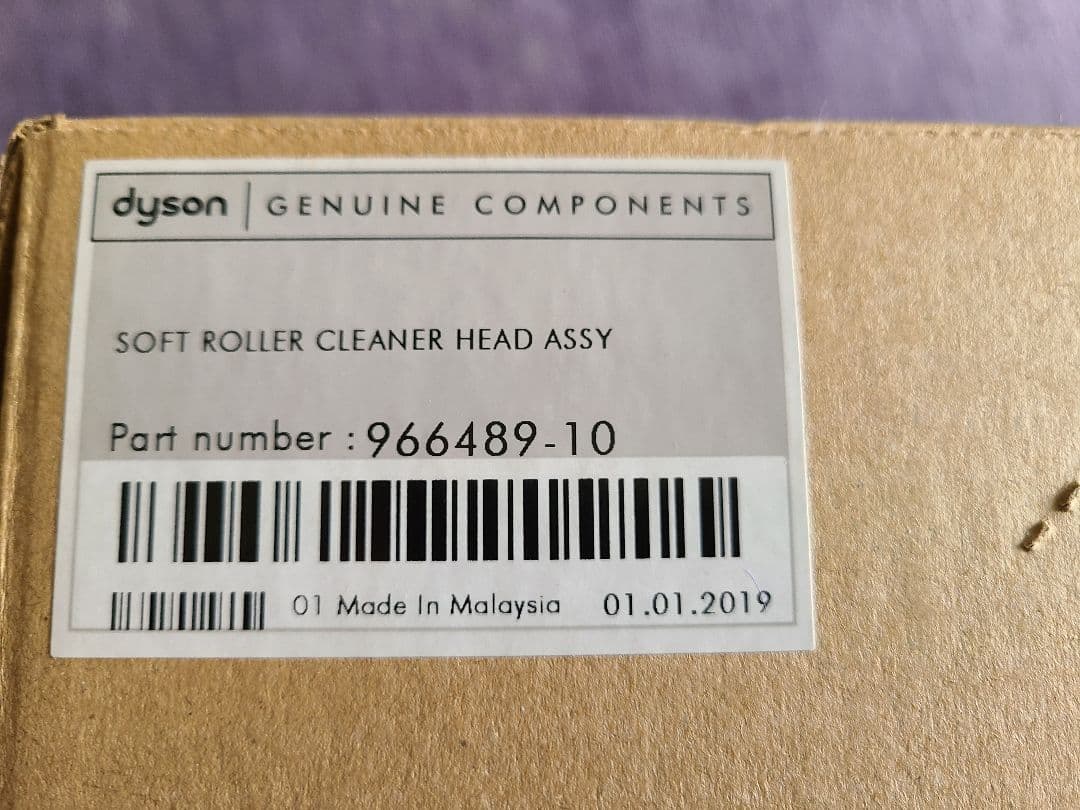 dyson | GENUINE COMPONENTS
SOFT ROLLER CLEANER HEAD ASSY
Part number : 966489-10
01 Made In Malaysia 01.01.2019